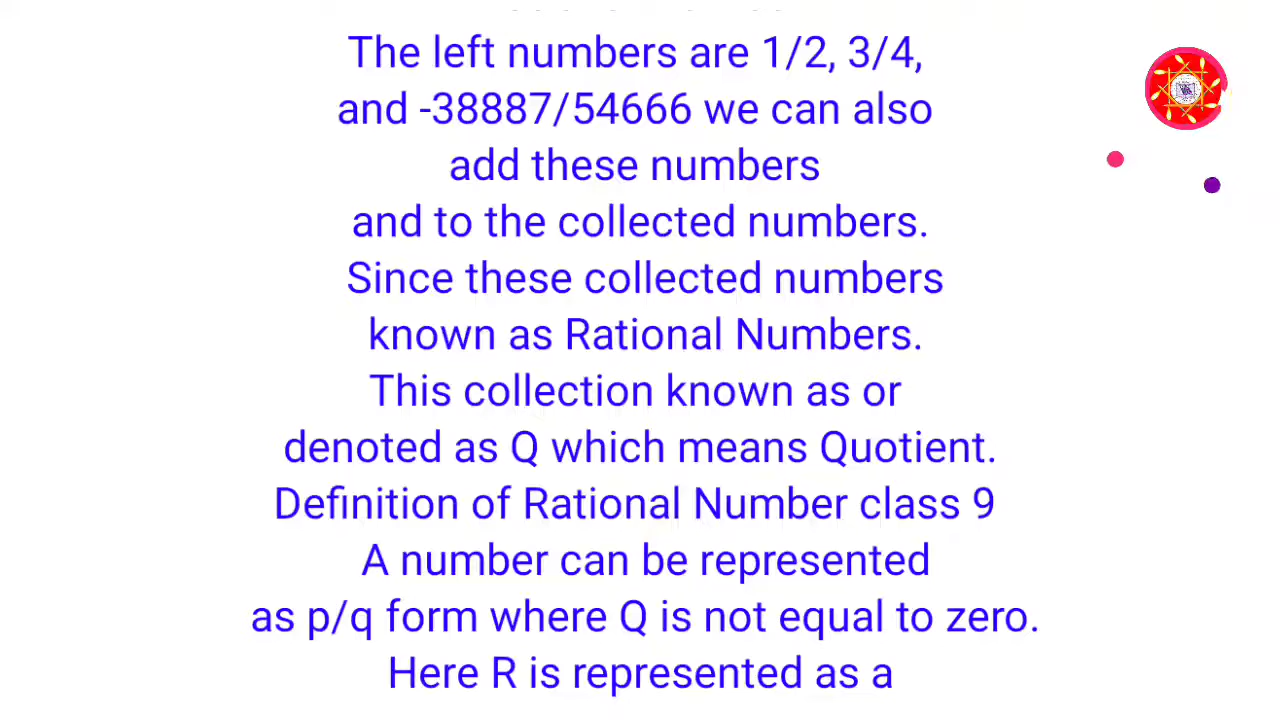 The left numbers are 1/2, 3/4,
and -38887/54666 we can also
add these numbers
and to the collected numbers.
Since these collected numbers
known as Rational Numbers.
This collection known as or
denoted as Q which means Quotient.
Definition of Rational Number class 9
A number can be represented
as p/q form where Q is not equal to zero.
Here R is represented as a